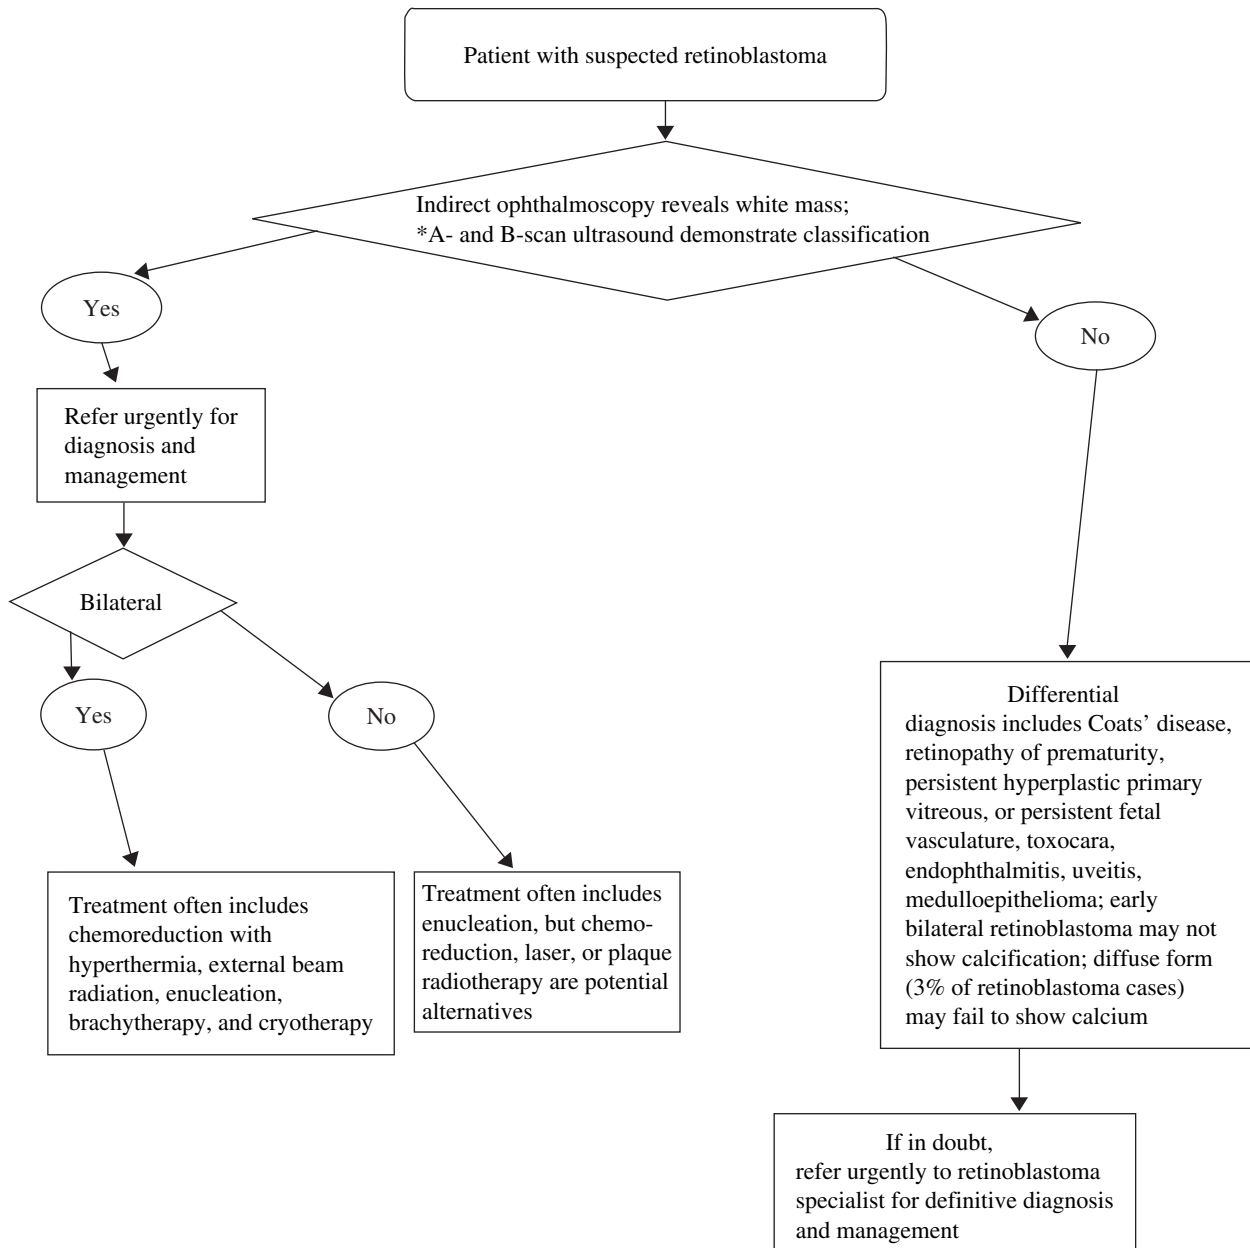 Patient with suspected retinoblastoma
Indirect ophthalmoscopy reveals white mass;
*A- and B-scan ultrasound demonstrate classification
Yes
No
Refer urgently for
diagnosis and
management
Bilateral
Yes
No
Treatment often includes
chemoreduction with
hyperthermia, external beam
radiation, enucleation,
brachytherapy, and cryotherapy
Treatment often includes
enucleation, but chemo-
reduction, laser, or plaque
radiotherapy are potential
alternatives
Differential
diagnosis includes Coats’ disease,
retinopathy of prematurity,
persistent hyperplastic primary
vitreous, or persistent fetal
vasculature, toxocara,
endophthalmitis, uveitis,
medulloepithelioma; early
bilateral retinoblastoma may not
show calcification; diffuse form
(3% of retinoblastoma cases)
may fail to show calcium
If in doubt,
refer urgently to retinoblastoma
specialist for definitive diagnosis
and management